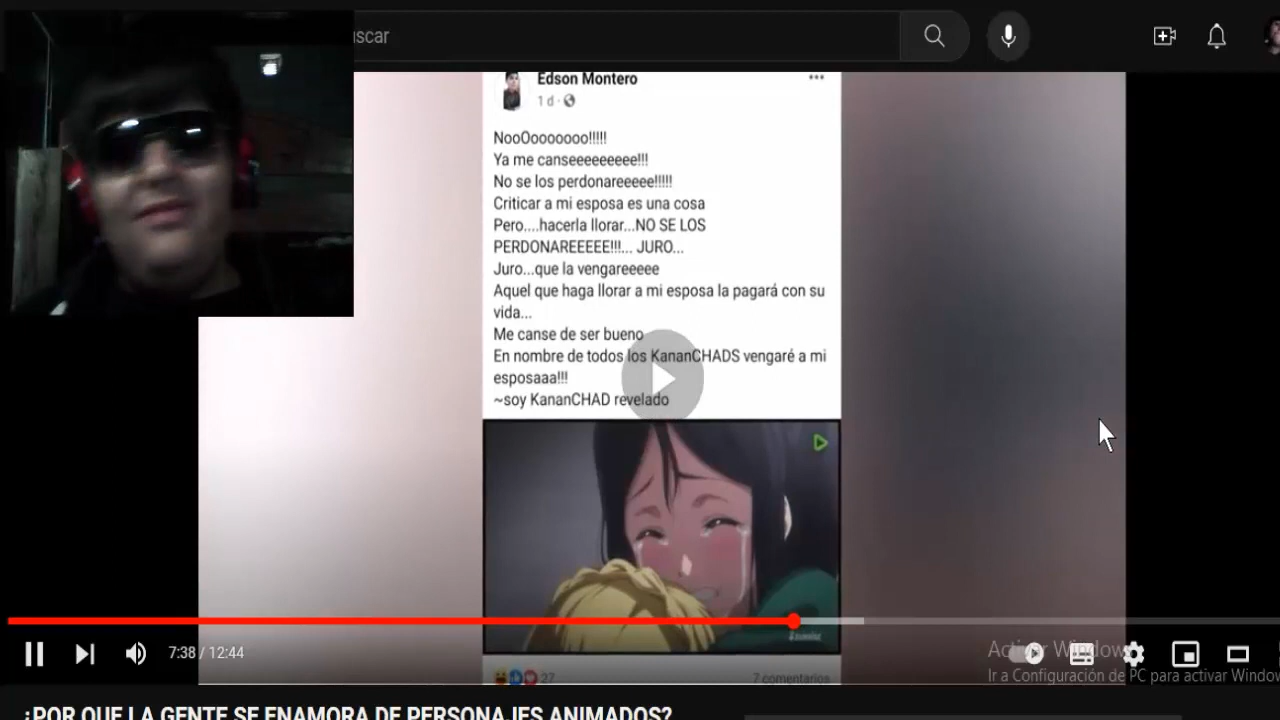 scar
Edson Montero
1 d
NooOooooooo!!!!!
Ya me canseeeeeeeee!!!
No se los perdonareeeee!!!!!
Criticar a mi esposa es una cosa
Pero....hacerla llorar...NO SE LOS
PERDONAREEEEE!!!... JURO...
Juro...que la vengareeeee
Aquel que haga llorar a mi esposa la pagará con su
vida...
Me canse de ser bueno
En nombre de todos los KananCHADS vengaré a mi
esposaaa!!!
~soy KananCHAD revelado
27
7 comentarios
7:38 / 12:44
Activar Windows
Ir a Configuración de PC para activar Window
¿POR QUE LA GENTE SE ENAMORA DE PERSONAJES ANIMADOS?